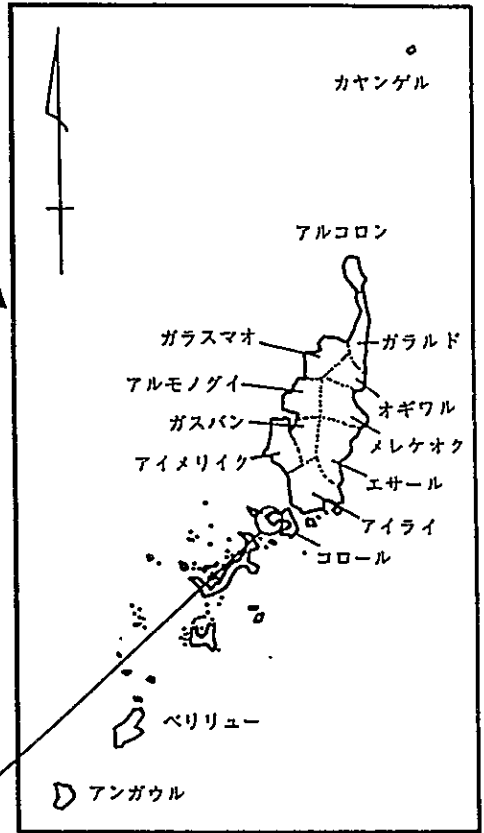 カヤンゲル
アルコロン
ガラスマオ
ガラルド
アルモノグイ
オギワル
ガスパン
メレケオク
アイメリイク
エサール
アイライ
コロール
ペリリュー
アンガウル